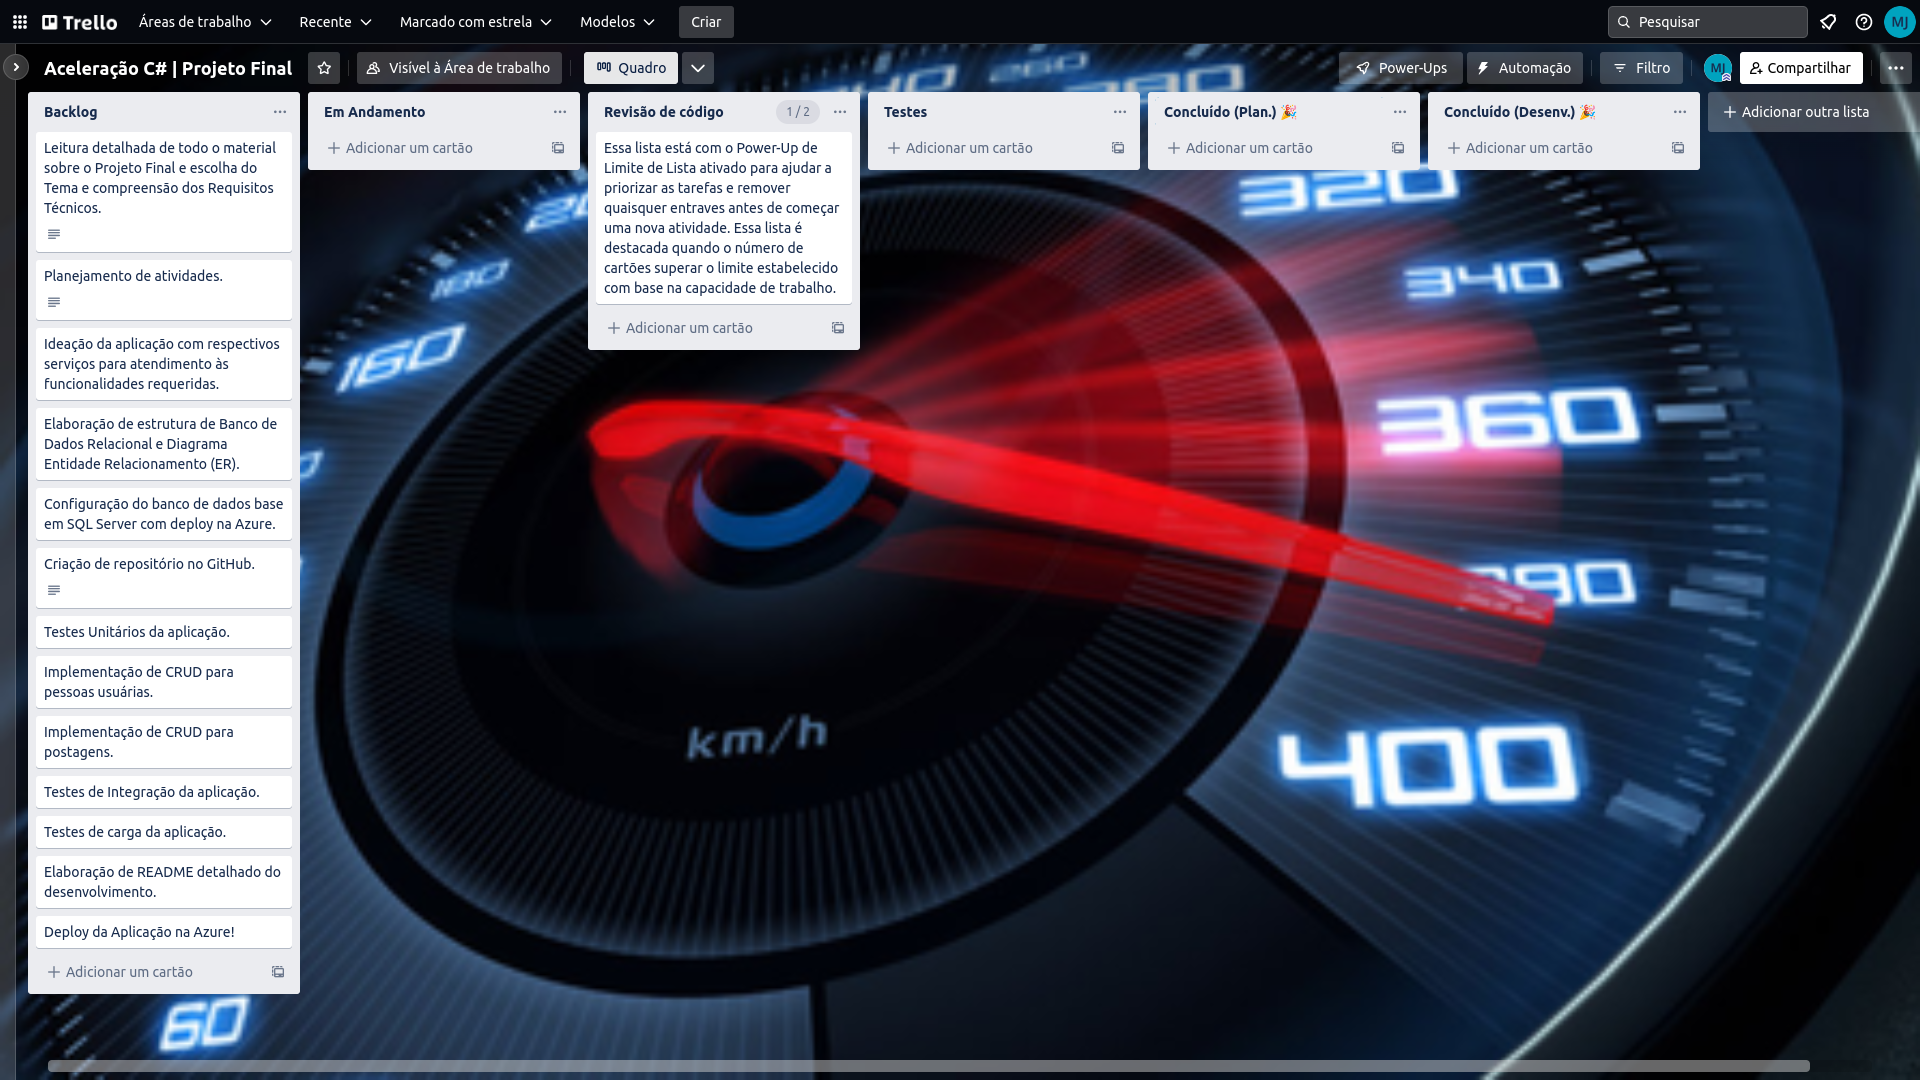 Trello
Áreas de trabalho
Recente
Marcado com estrela
Modelos
Criar
Pesquisar
MJ
Aceleração C# | Projeto Final
Visível à Área de trabalho
Quadro
Power-Ups
Automação
Filtro
MJ
Compartilhar
Backlog
Leitura detalhada de todo o material
sobre o Projeto Final e escolha do
Tema e compreensão dos Requisitos
Técnicos.
Planejamento de atividades.
Ideação da aplicação com respectivos
serviços para atendimento às
funcionalidades requeridas.
Elaboração de estrutura de Banco de
Dados Relacional e Diagrama
Entidade Relacionamento (ER).
Configuração do banco de dados base
em SQL Server com deploy na Azure.
Criação de repositório no GitHub.
Testes Unitários da aplicação.
Implementação de CRUD para
pessoas usuárias.
Implementação de CRUD para
postagens.
Testes de Integração da aplicação.
Testes de carga da aplicação.
Elaboração de README detalhado do
desenvolvimento.
Deploy da Aplicação na Azure!
Adicionar um cartão
Em Andamento
Adicionar um cartão
Revisão de código
1 / 2
Essa lista está com o Power-Up de
Limite de Lista ativado para ajudar a
priorizar as tarefas e remover
quaisquer entraves antes de começar
uma nova atividade. Essa lista é
destacada quando o número de
cartões superar o limite estabelecido
com base na capacidade de trabalho.
Adicionar um cartão
Testes
Adicionar um cartão
Concluído (Plan.) 🎉
Adicionar um cartão
Concluído (Desenv.) 🎉
Adicionar um cartão
Adicionar outra lista
60
160
180
320
340
360
400
km/h